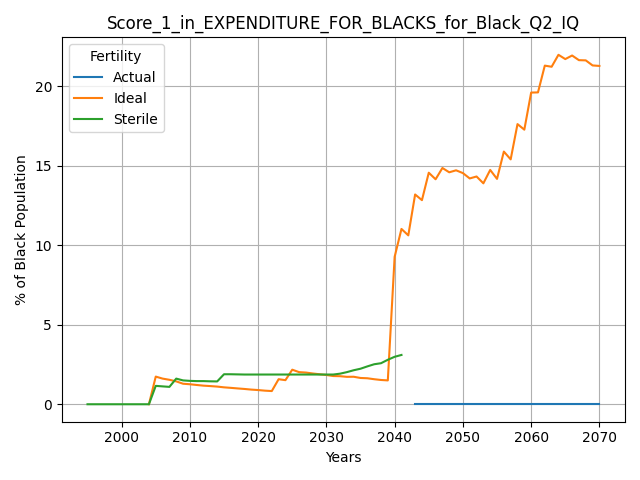 Score_1_in_EXPENDITURE_FOR_BLACKS_for_Black_Q2_IQ
Fertility
Actual
Ideal
Sterile
% of Black Population
20
15
10
5
0
2000 2010 2020 2030 2040 2050 2060 2070
Years